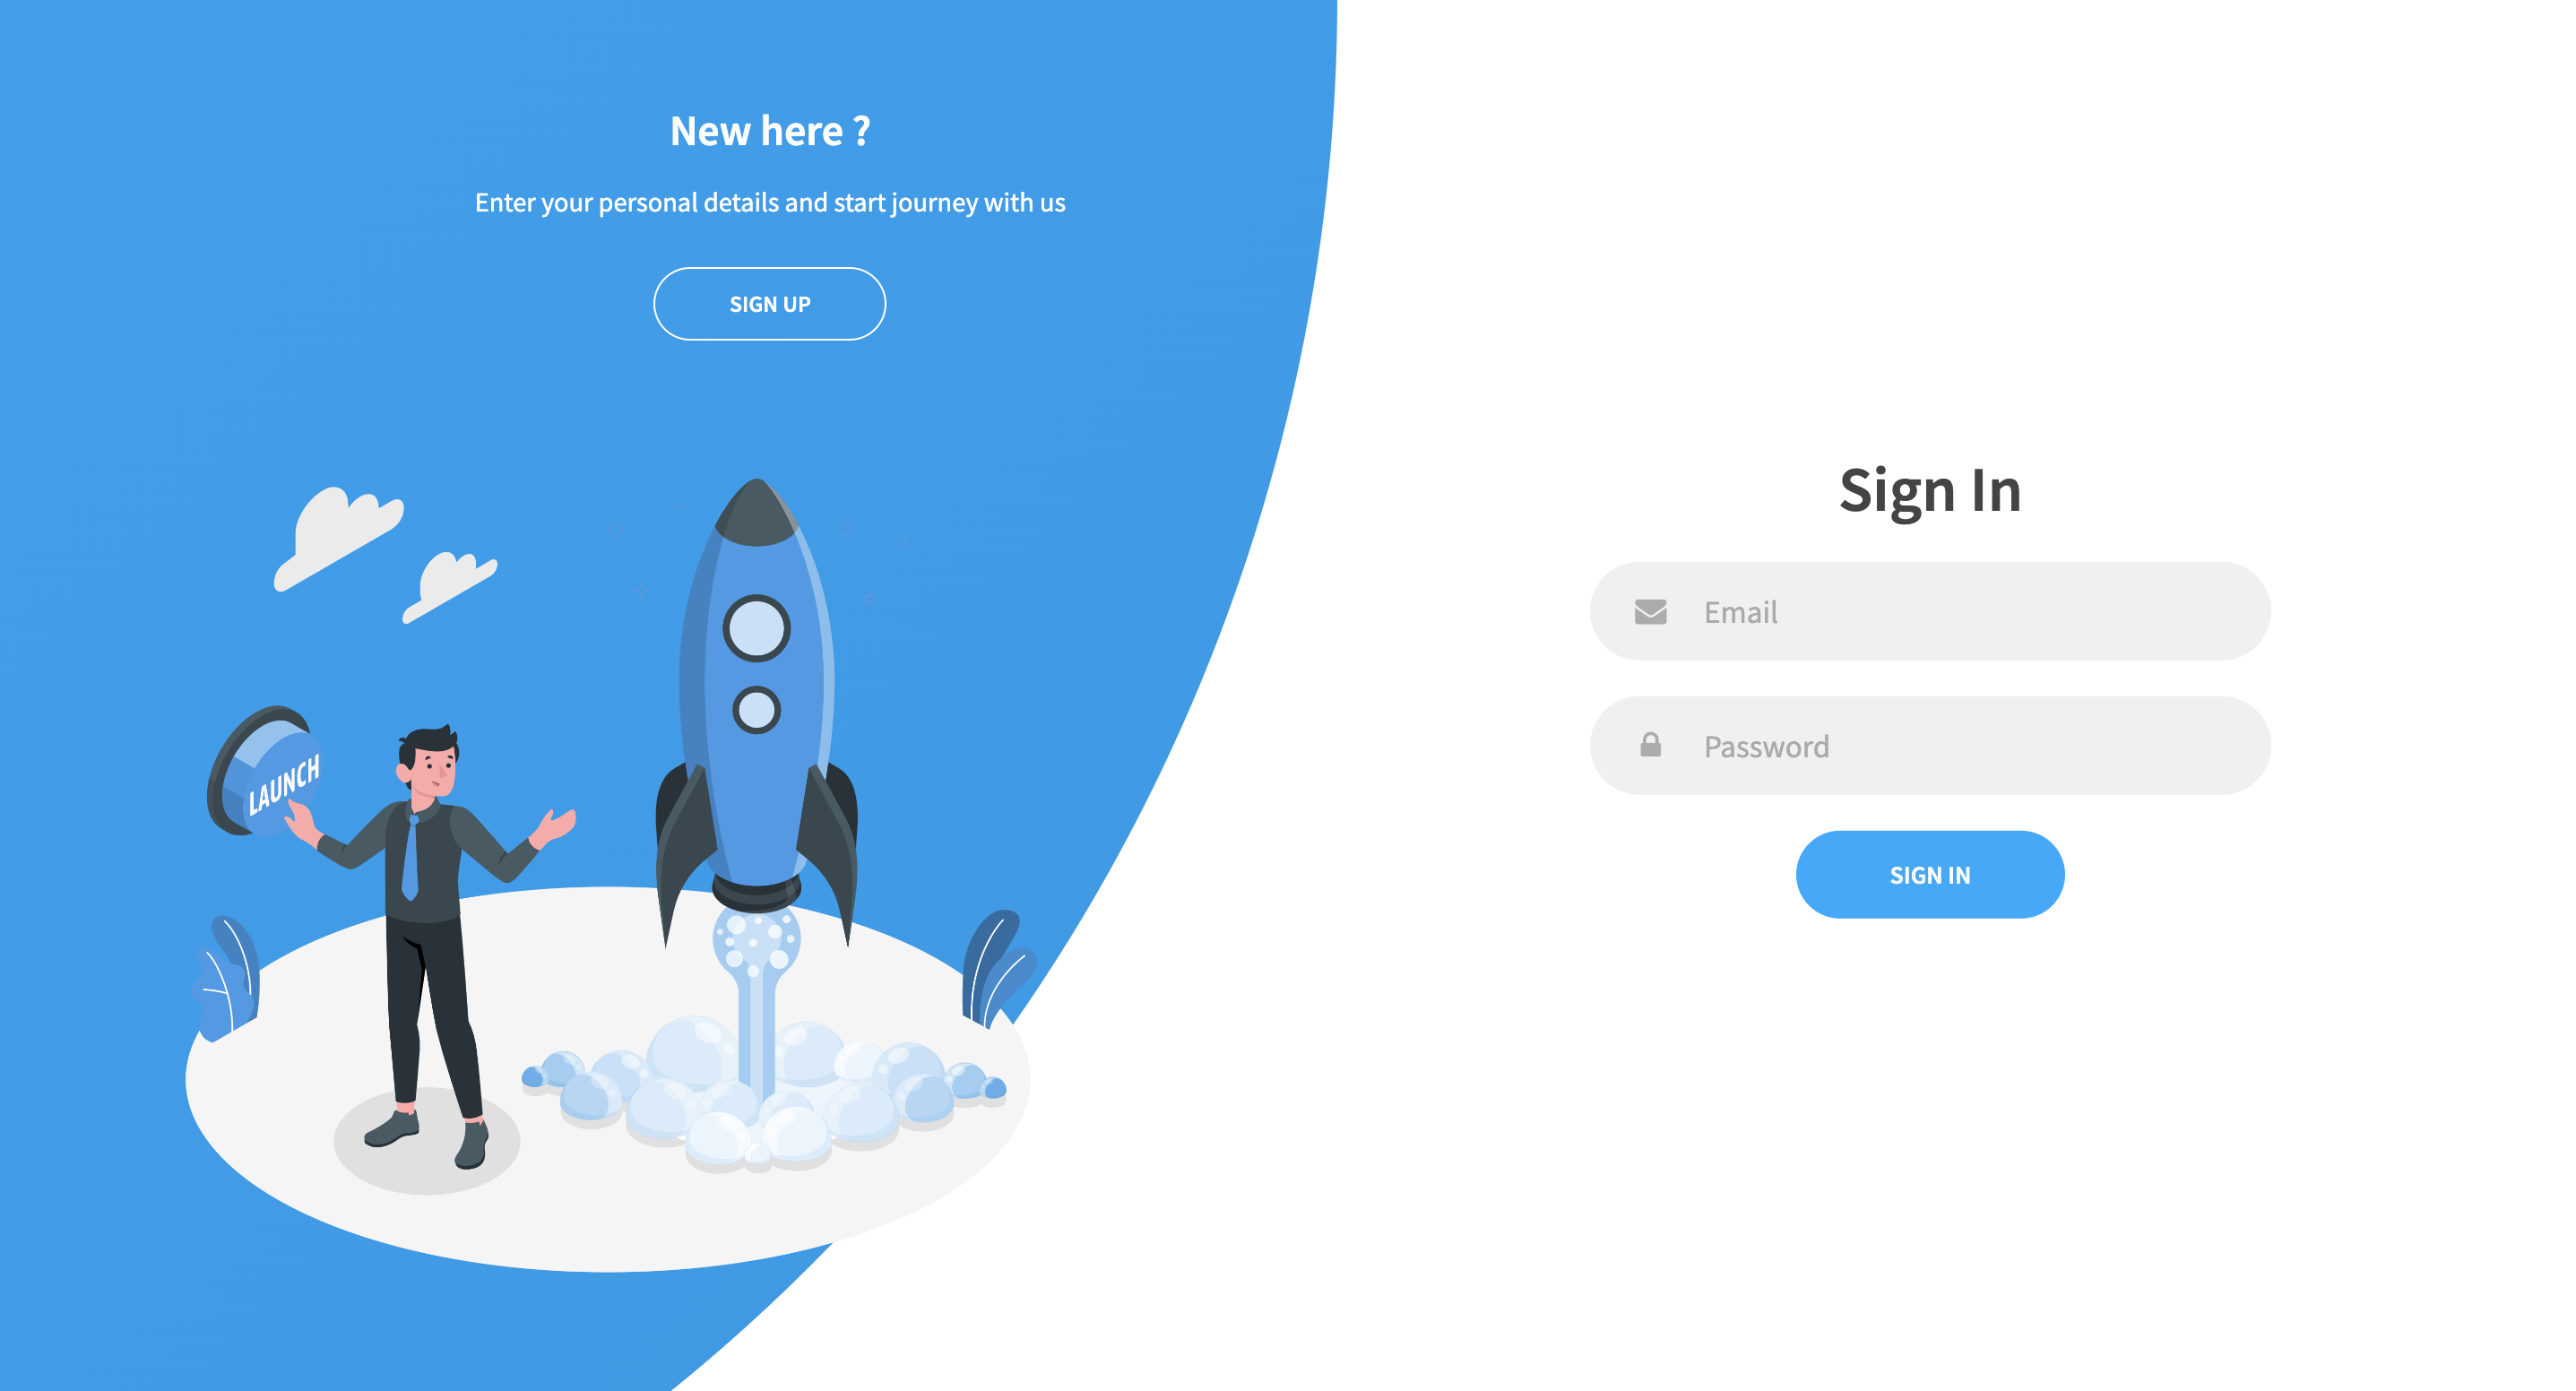 New here ?
Enter your personal details and start journey with us
SIGN UP
LAUNCH
Sign In
Email
Password
SIGN IN